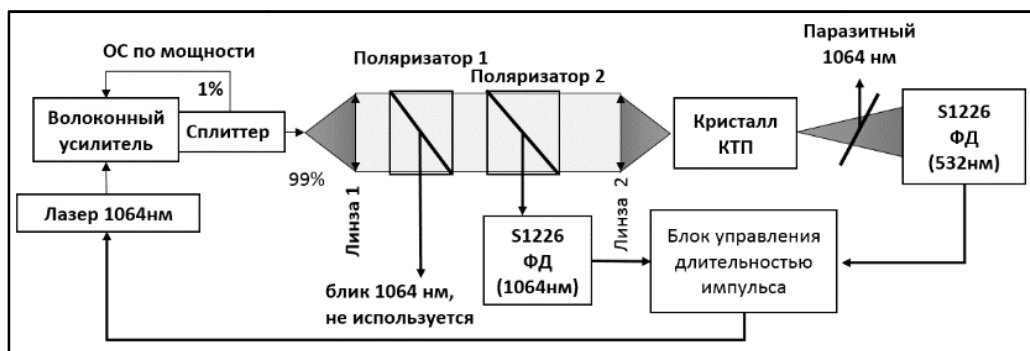 ОС по мощности
1%
Волоконный
усилитель
Сплиттер
Лазер 1064нм
99%
Линза 1
Поляризатор 1
Поляризатор 2
блик 1064 нм,
не используется
S1226
ФД
(1064нм)
Линза 2
Кристалл
КТП
Паразитный
1064 нм
S1226
ФД
(532нм)
Блок управления
длительностью
импульса